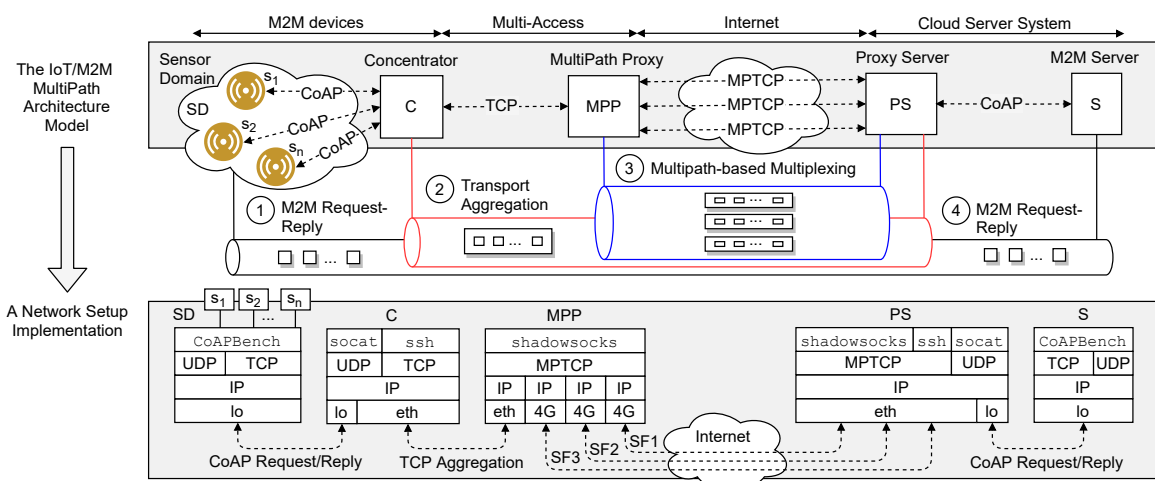 M2M devices
Multi-Access
Internet
Cloud Server System
The IoT/M2M
MultiPath
Architecture
Model
Sensor
Domain
Concentrator
MultiPath Proxy
Proxy Server
M2M Server
SD
s1
s2
sn
CoAP
CoAP
CoAP
C
TCP
MPP
MPTCP
MPTCP
MPTCP
PS
CoAP
S
1 M2M Request-
Reply
2 Transport
Aggregation
3 Multipath-based Multiplexing
4 M2M Request-
Reply
...
...
...
...
...
...
A Network Setup
Implementation
SD
s1 s2 ... sn
C
MPP
PS
S
CoAPBench
UDP TCP
IP
lo
socat ssh
UDP TCP
IP
lo eth
shadowsocks
MPTCP
IP IP IP IP
eth 4G 4G 4G
shadowsocks ssh socat
MPTCP UDP
IP
eth lo
CoAPBench
TCP UDP
IP
lo
CoAP Request/Reply
TCP Aggregation
SF1
SF2
SF3
Internet
CoAP Request/Reply